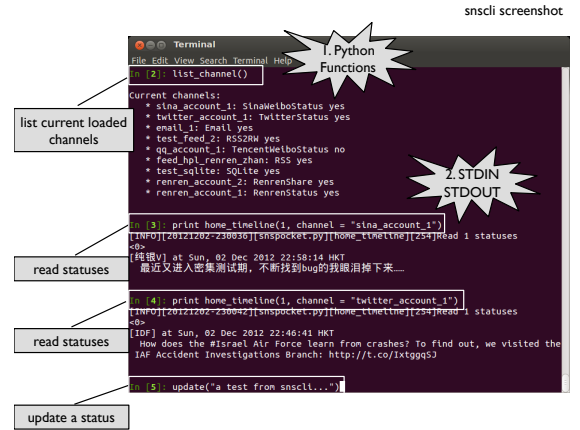 snscli screenshot
Terminal
File Edit View Search Terminal Help
1. Python
Functions
In [2]: list_channel()
list current loaded
channels
Current channels:
* sina_account_1: SinaWeiboStatus yes
* twitter_account_1: TwitterStatus yes
* email_1: Email yes
* test_feed_2: RSS2RW yes
* qq_account_1: TencentWeiboStatus no
* feed_hpl_renren_zhan: RSS yes
* test_sqlite: SQLite yes
* renren_account_2: RenrenShare yes
* renren_account_1: RenrenStatus yes
2. STDIN
STDOUT
In [3]: print home_timeline(1, channel = "sina_account_1")
[INFO][20121202-230036][snspocket.py][home_timeline][254]Read 1 statuses
<0>
[纯银V] at Sun, 02 Dec 2012 22:58:14 HKT
最近又进入密集测试期，不断找到bug的我眼泪掉下来……
read statuses
In [4]: print home_timeline(1, channel = "twitter_account_1")
[INFO][20121202-230042][snspocket.py][home_timeline][254]Read 1 statuses
<0>
[IDF] at Sun, 02 Dec 2012 22:46:41 HKT
How does the #Israel Air Force learn from crashes? To find out, we visited the
IAF Accident Investigations Branch: http://t.co/IxtggqSJ
read statuses
In [5]: update("a test from snscli...")
update a status